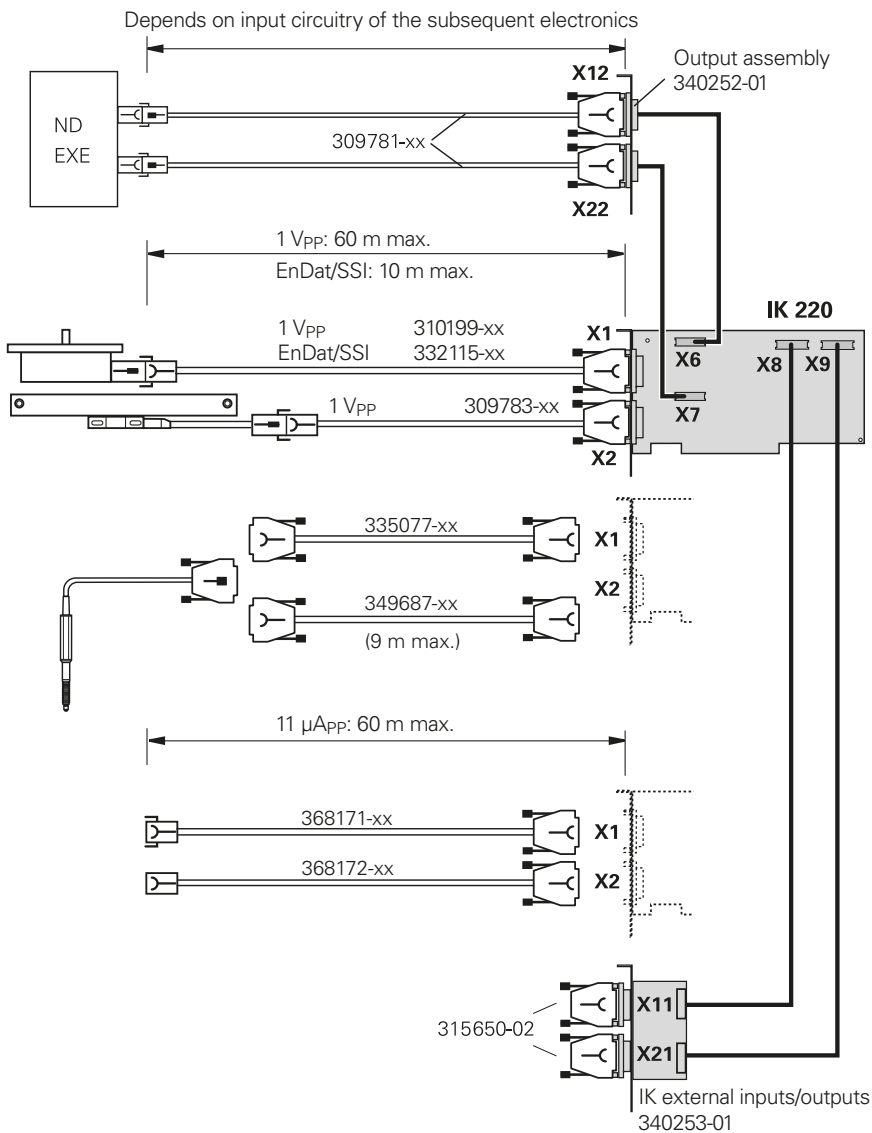 Depends on input circuitry of the subsequent electronics
X12
Output assembly
340252-01
ND
EXE
309781-xx
X22
1 VPP: 60 m max.
EnDat/SSI: 10 m max.
IK 220
1 VPP 310199-xx
EnDat/SSI 332115-xx
X1
X6
X8 X9
1 VPP 309783-xx
X7
X2
335077-xx
X1
X2
349687-xx
(9 m max.)
11 µAPP: 60 m max.
368171-xx
X1
368172-xx
X2
315650-02
X11
X21
IK external inputs/outputs
340253-01